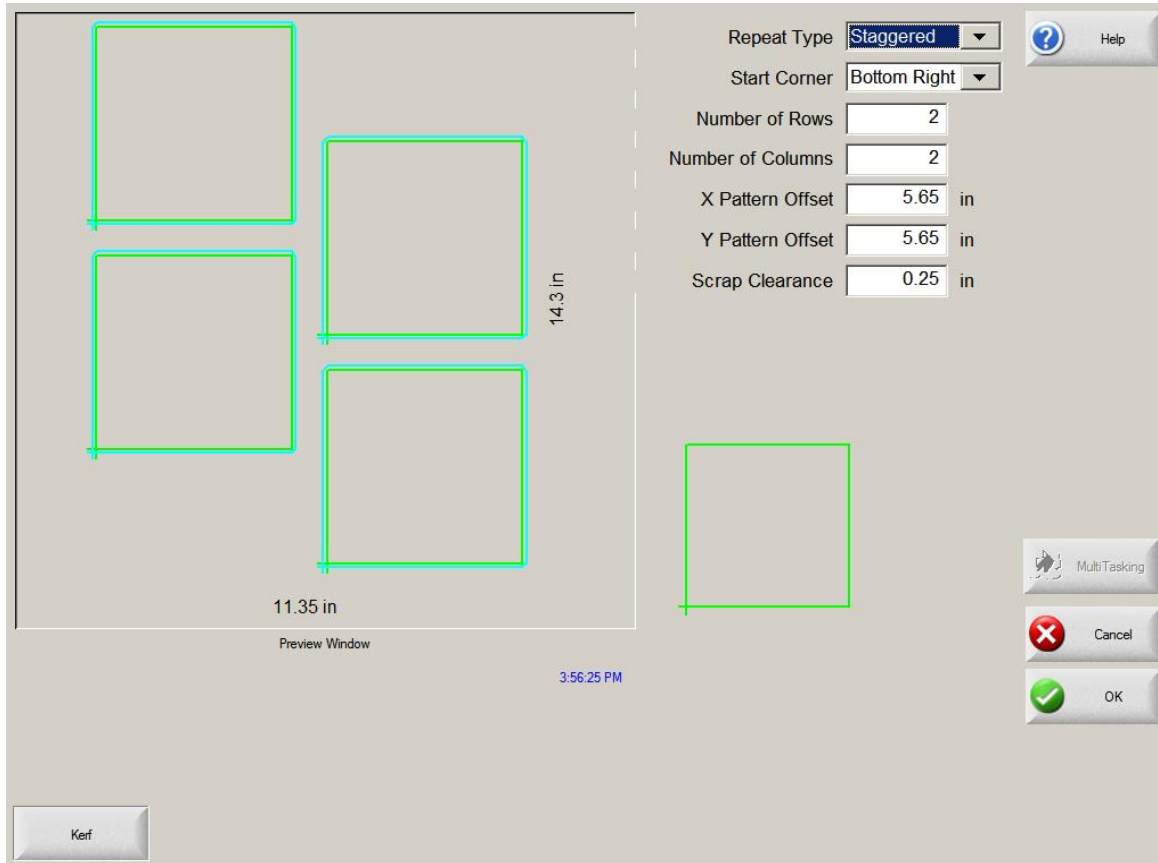 Repeat Type Staggered
Start Corner Bottom Right
Number of Rows 2
Number of Columns 2
X Pattern Offset 5.65 in
Y Pattern Offset 5.65 in
Scrap Clearance 0.25 in
Help
14.3 in
11.35 in
Preview Window
3:56:25 PM
MultiTasking
Cancel
OK
Kerf